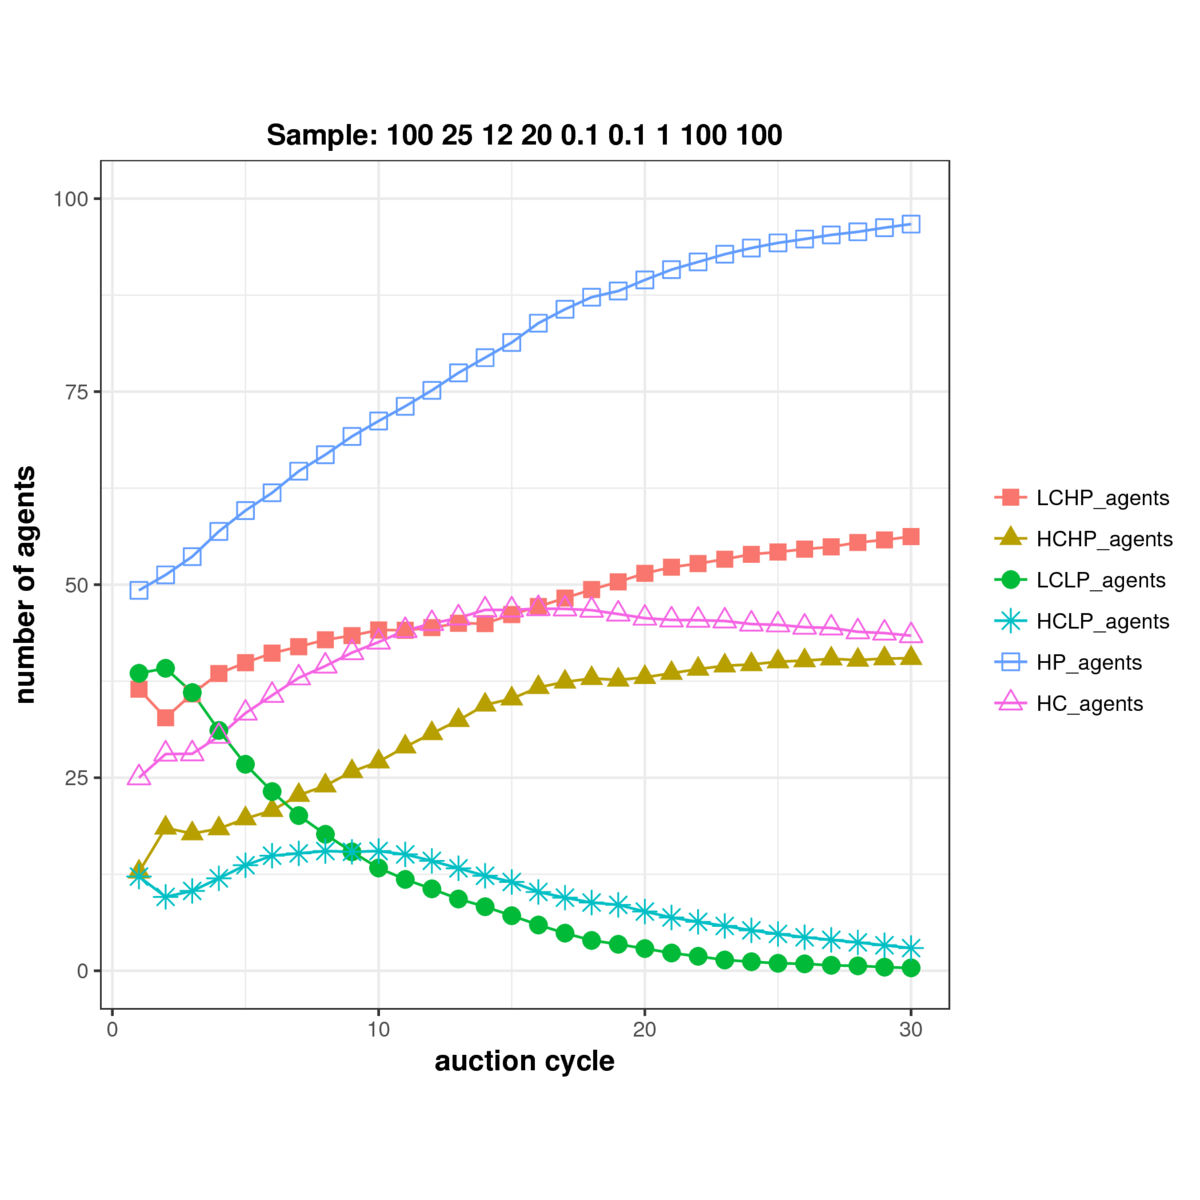 Sample: 100 25 12 20 0.1 0.1 1 100 100
100
75
50
25
0
number of agents
0 10 20 30
auction cycle
LCHP_agents
HCHP_agents
LCLP_agents
HCLP_agents
HP_agents
HC_agents